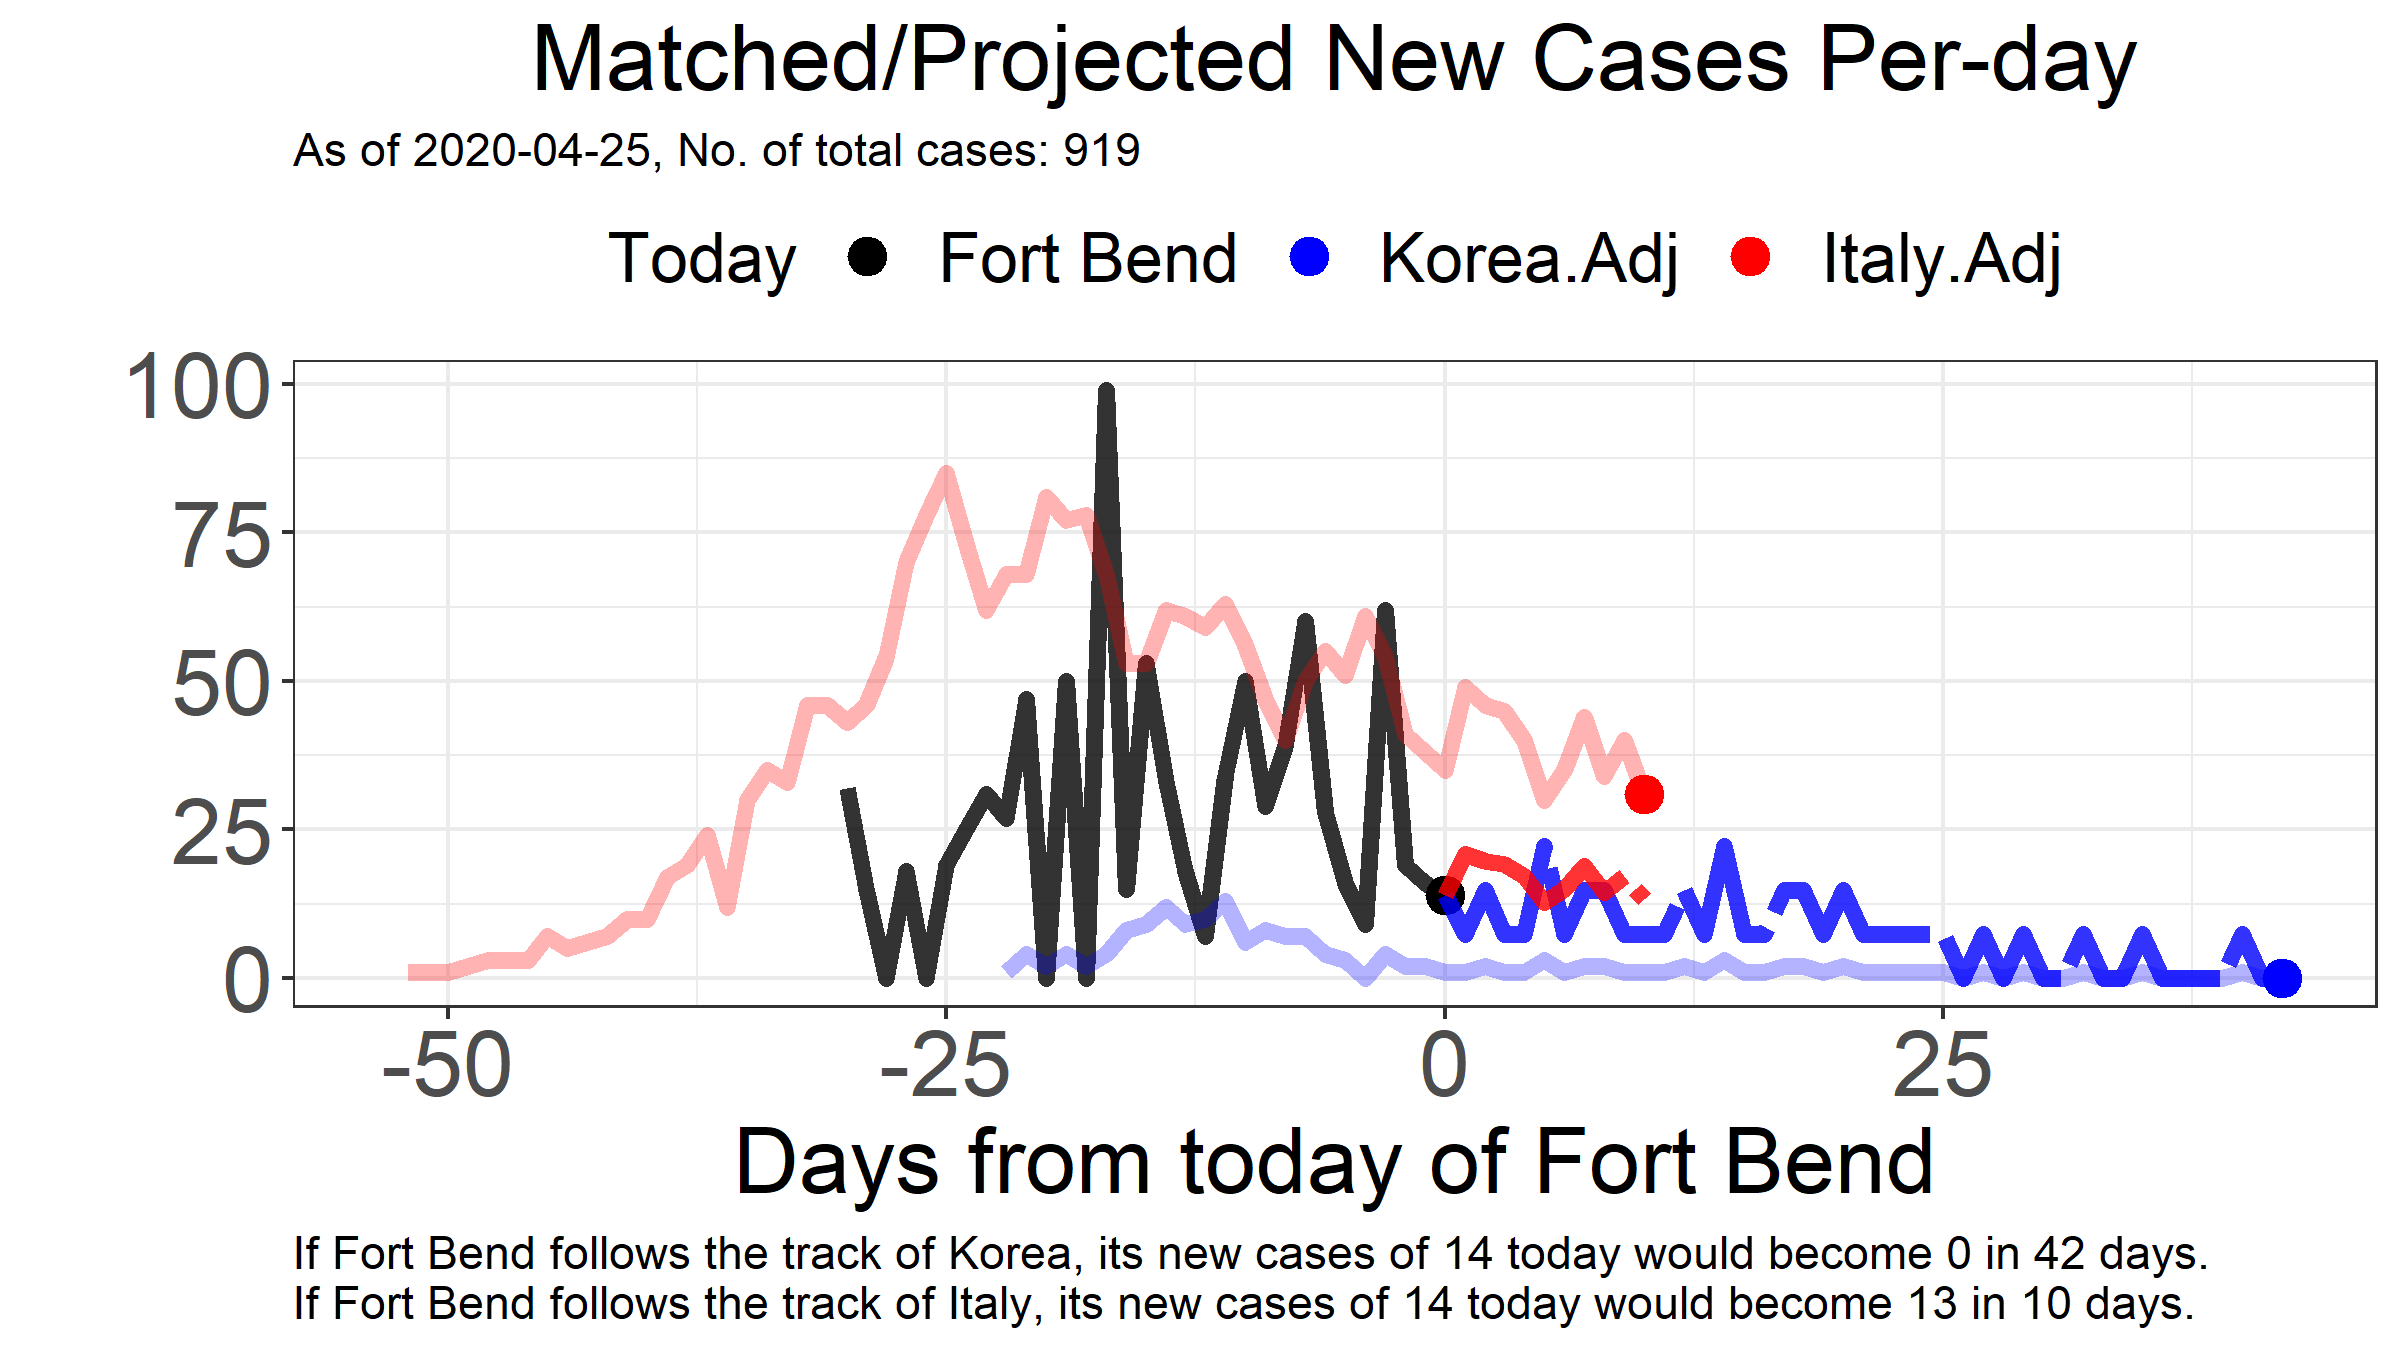 Matched/Projected New Cases Per-day
As of 2020-04-25, No. of total cases: 919
Today Fort Bend Korea.Adj Italy.Adj
100
75
50
25
0
-50 -25 0 25
Days from today of Fort Bend
If Fort Bend follows the track of Korea, its new cases of 14 today would become 0 in 42 days.
If Fort Bend follows the track of Italy, its new cases of 14 today would become 13 in 10 days.